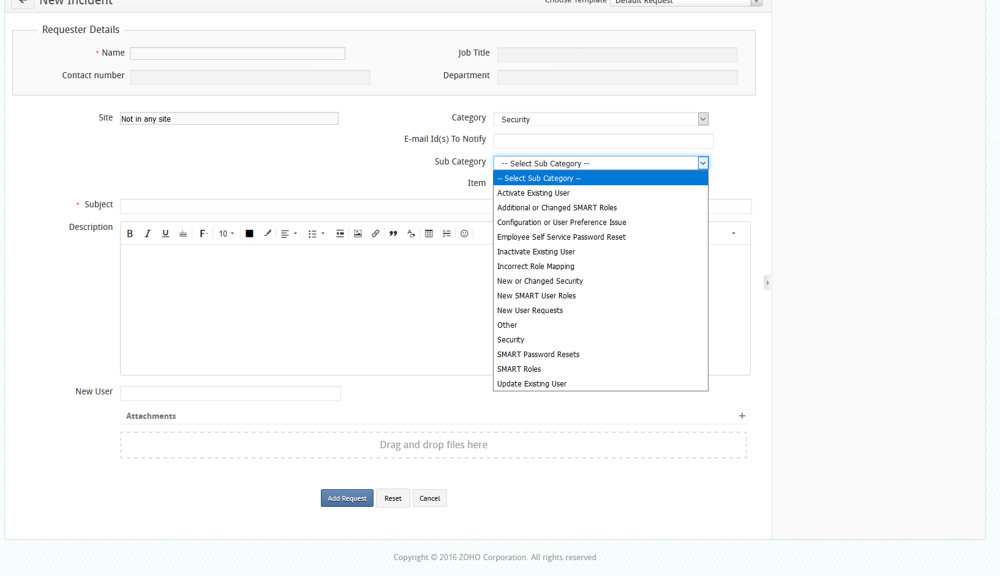 New Incident
Choose Template Default Request
Requester Details
* Name
Job Title
Contact number
Department
Site Not in any site
Category Security
E-mail Id(s) To Notify
Sub Category -- Select Sub Category --
-- Select Sub Category --
Item
Activate Existing User
* Subject
Additional or Changed SMART Roles
Configuration or User Preference Issue
Description
B I U abc F 10
Employee Self Service Password Reset
Inactivate Existing User
Incorrect Role Mapping
New or Changed Security
New SMART User Roles
New User Requests
Other
Security
SMART Password Resets
SMART Roles
Update Existing User
New User
Attachments +
Drag and drop files here
Add Request Reset Cancel
Copyright © 2016 ZOHO Corporation. All rights reserved